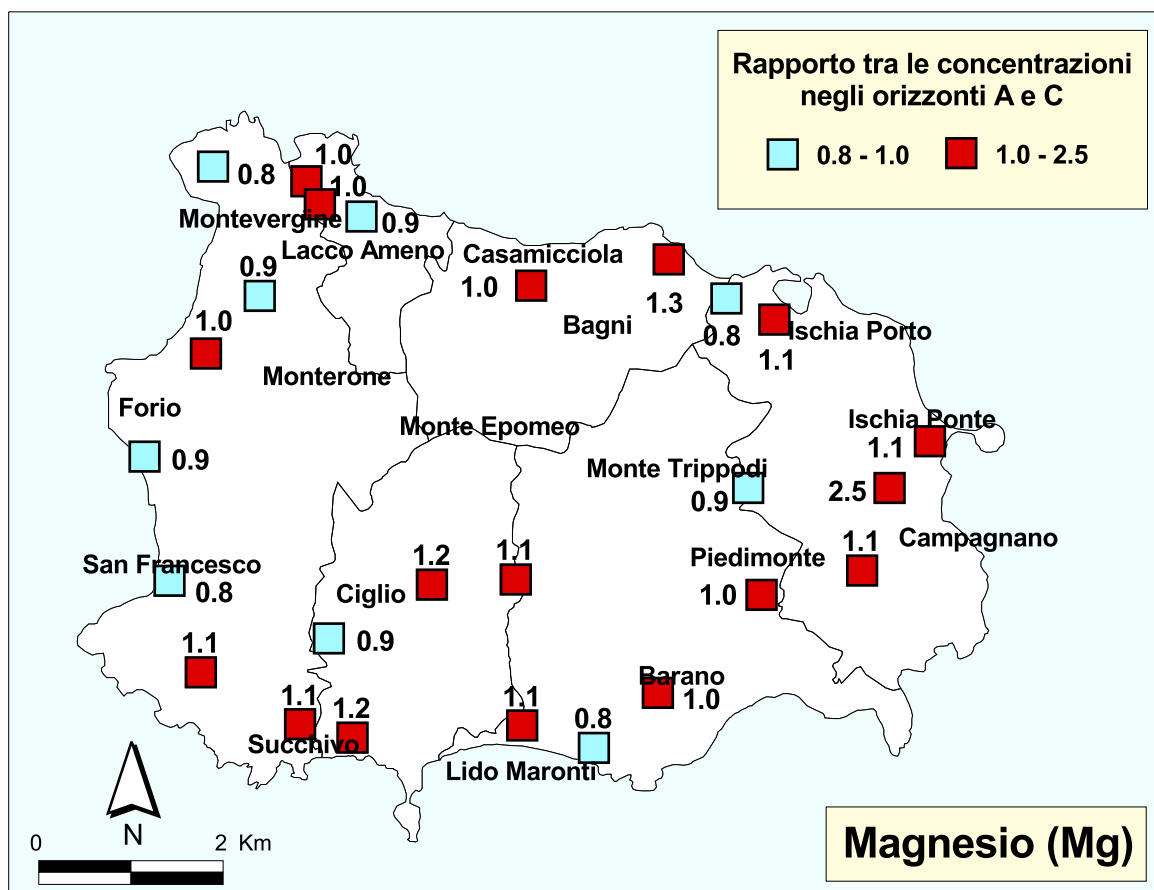 Rapporto tra le concentrazioni
negli orizzonti A e C
0.8 - 1.0
1.0 - 2.5
1.0
0.8
1.0
Montevergine
0.9
Lacco Ameno
Casamicciola
0.9
1.0
1.3
Bagni
0.8
Ischia Porto
1.0
1.1
Monterone
Forio
Monte Epomeo
Ischia Ponte
1.1
0.9
Monte Trippodi
0.9
2.5
Campagnano
1.1
San Francesco
0.8
1.2
1.1
Piedimonte
Ciglio
1.0
0.9
1.1
Barano
1.0
1.1
1.2
1.1
0.8
Succhivo
Lido Maronti
N
0
2 Km
Magnesio (Mg)